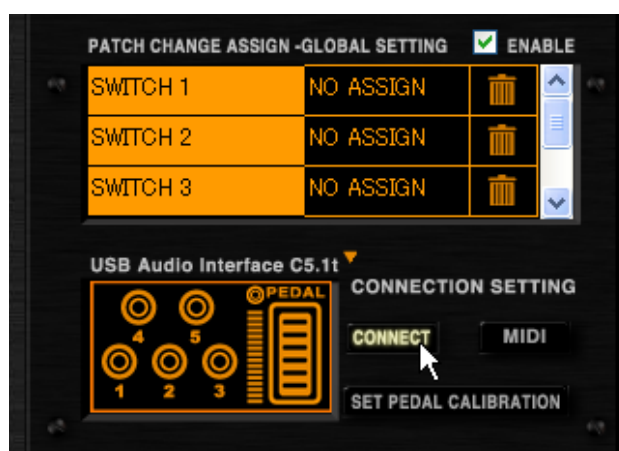 PATCH CHANGE ASSIGN -GLOBAL SETTING ENABLE
SWITCH 1 NO ASSIGN
SWITCH 2 NO ASSIGN
SWITCH 3 NO ASSIGN
USB Audio Interface C5.1t
CONNECTION SETTING
PEDAL
4 5
1 2 3
CONNECT MIDI
SET PEDAL CALIBRATION